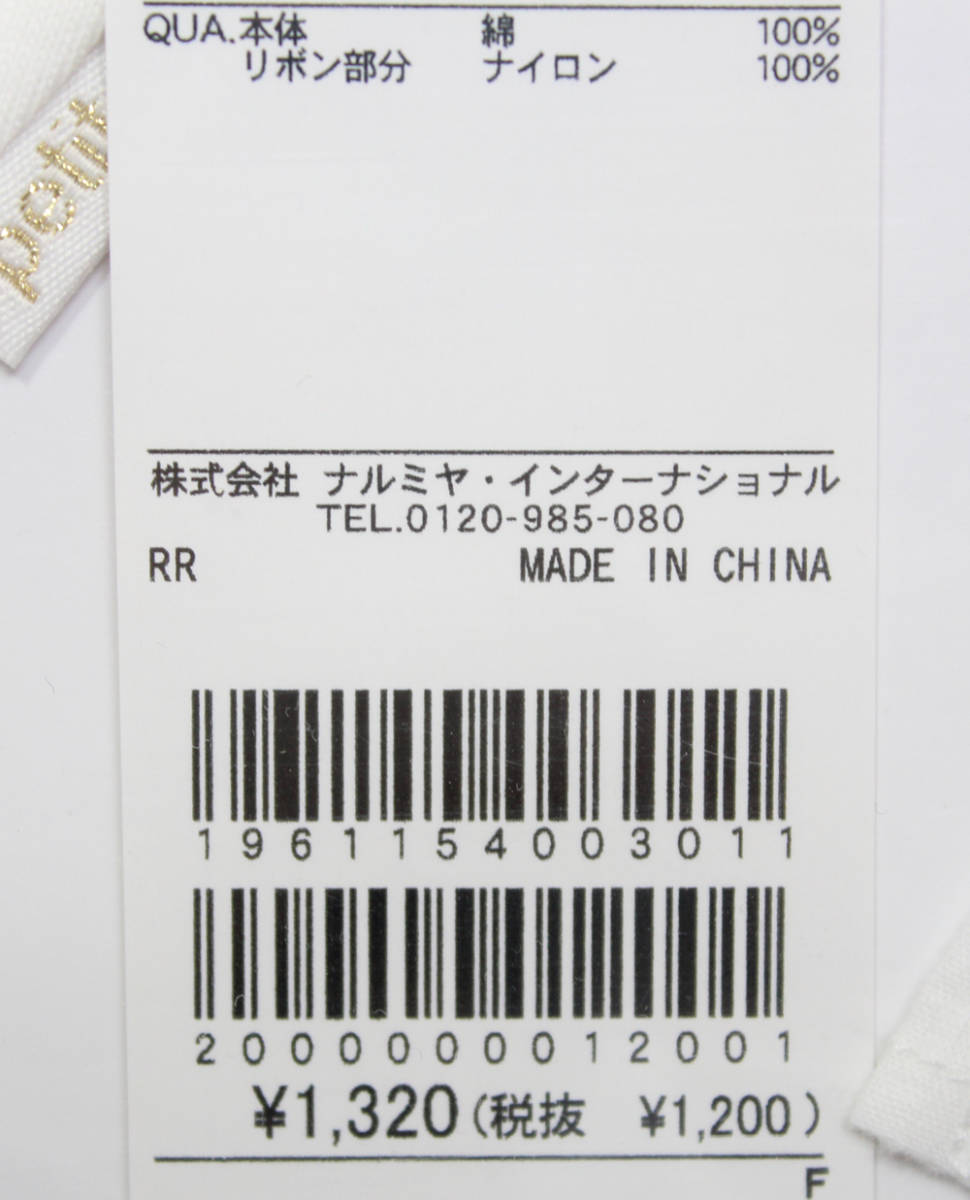 QUA.本体 綿 100%
リボン部分 ナイロン 100%
petit
株式会社 ナルミヤ・インターナショナル
TEL.0120-985-080
RR MADE IN CHINA
1961154003011
2000000012001
¥1,320(税抜 ¥1,200)
F